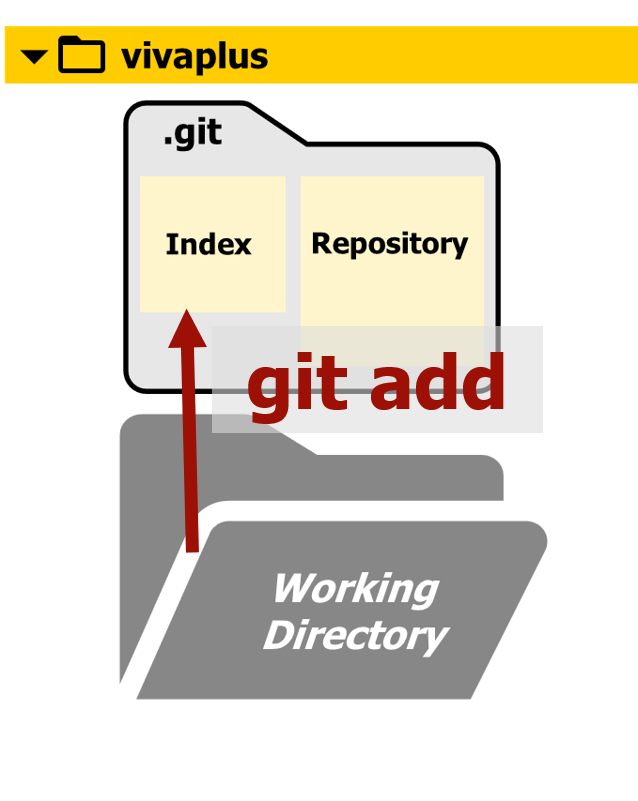 vivaplus
.git
Index
Repository
git add
Working
Directory